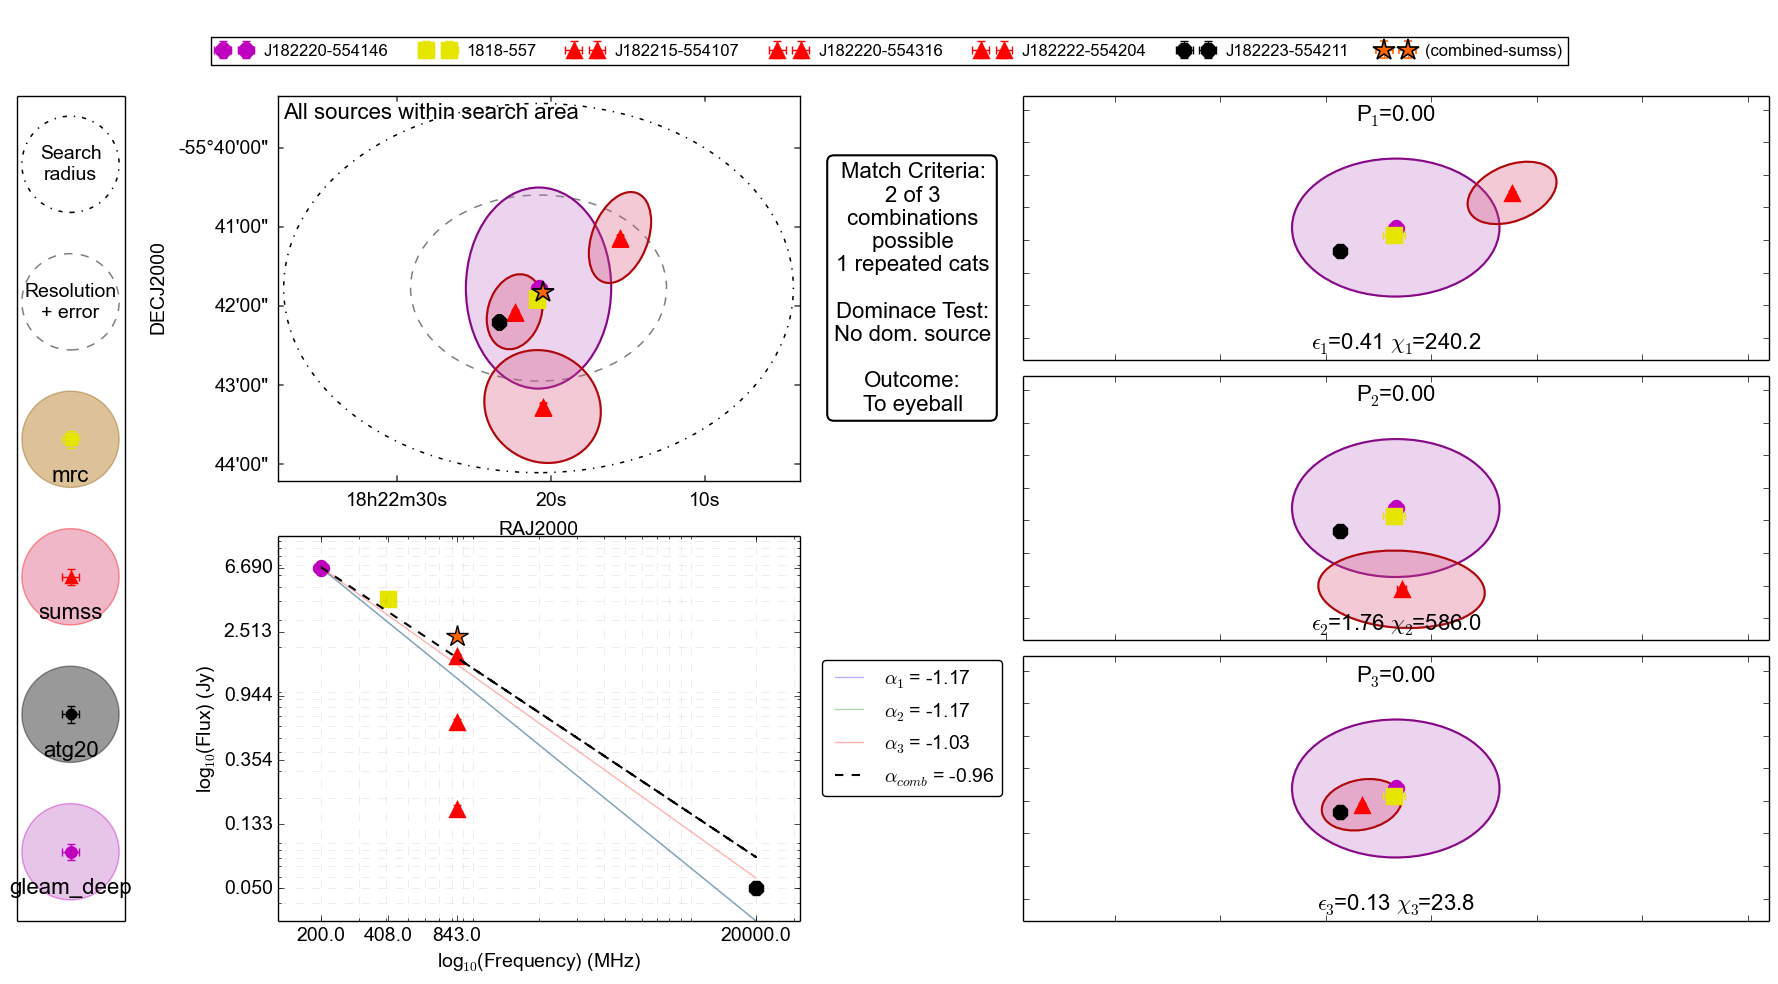 J182220-554146 1818-557 J182215-554107 J182220-554316 J182222-554204 J182223-554211 (combined-sumss)
Search
radius
Resolution
+ error
mrc
sumss
atg20
gleam_deep
All sources within search area
DECJ2000
-55°40'00"
41'00"
42'00"
43'00"
44'00"
18h22m30s 20s 10s
RAJ2000
Match Criteria:
2 of 3
combinations
possible
1 repeated cats
Dominace Test:
No dom. source
Outcome:
To eyeball
log₁₀(Flux) (Jy)
6.690
2.513
0.944
0.354
0.133
0.050
200.0 408.0 843.0 20000.0
log₁₀(Frequency) (MHz)
α₁ = -1.17
α₂ = -1.17
α₃ = -1.03
α_comb = -0.96
P₁=0.00
ϵ₁=0.41 χ₁=240.2
P₂=0.00
ϵ₂=1.76 χ₂=586.0
P₃=0.00
ϵ₃=0.13 χ₃=23.8